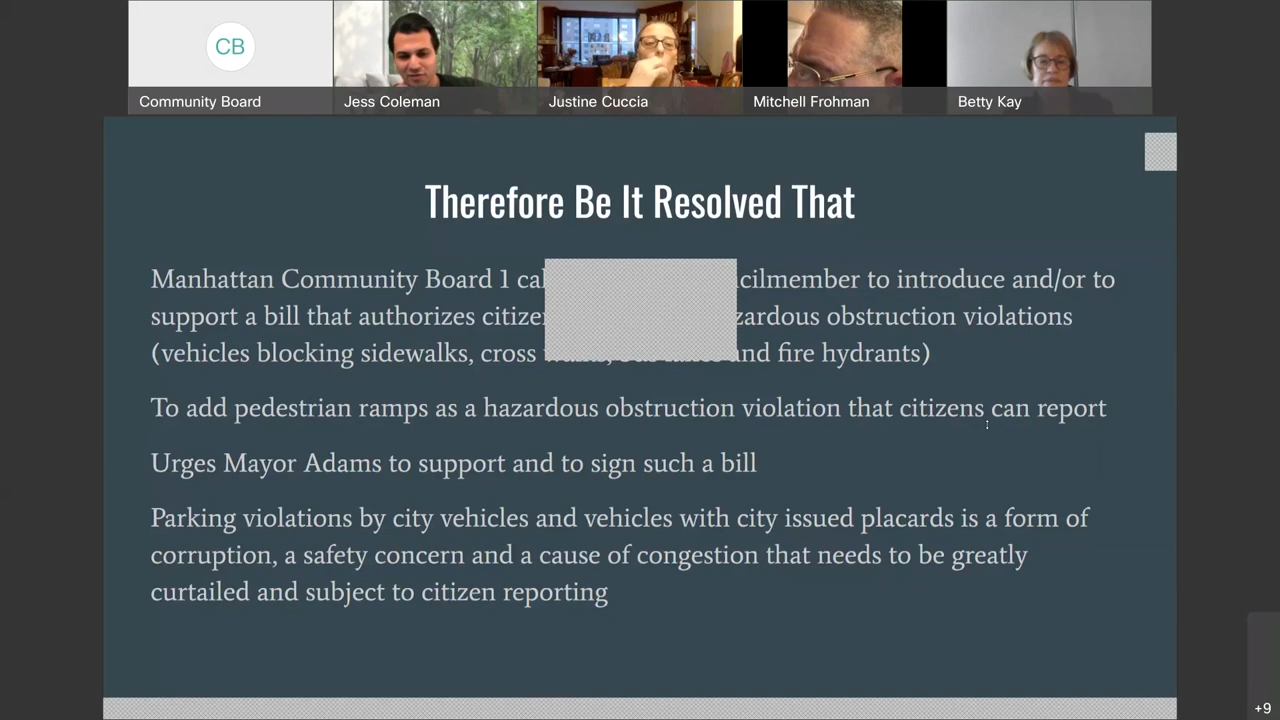 CB
Community Board
Jess Coleman
Justine Cuccia
Mitchell Frohman
Betty Kay
Therefore Be It Resolved That
Manhattan Community Board 1 to introduce and/or to
support a bill that authorizes obstruction violations
(vehicles blocking sidewalks, cross and fire hydrants)
To add pedestrian ramps as a hazardous obstruction violation that citizens can report
Urges Mayor Adams to support and to sign such a bill
Parking violations by city vehicles and vehicles with city issued placards is a form of
corruption, a safety concern and a cause of congestion that needs to be greatly
curtailed and subject to citizen reporting
+9